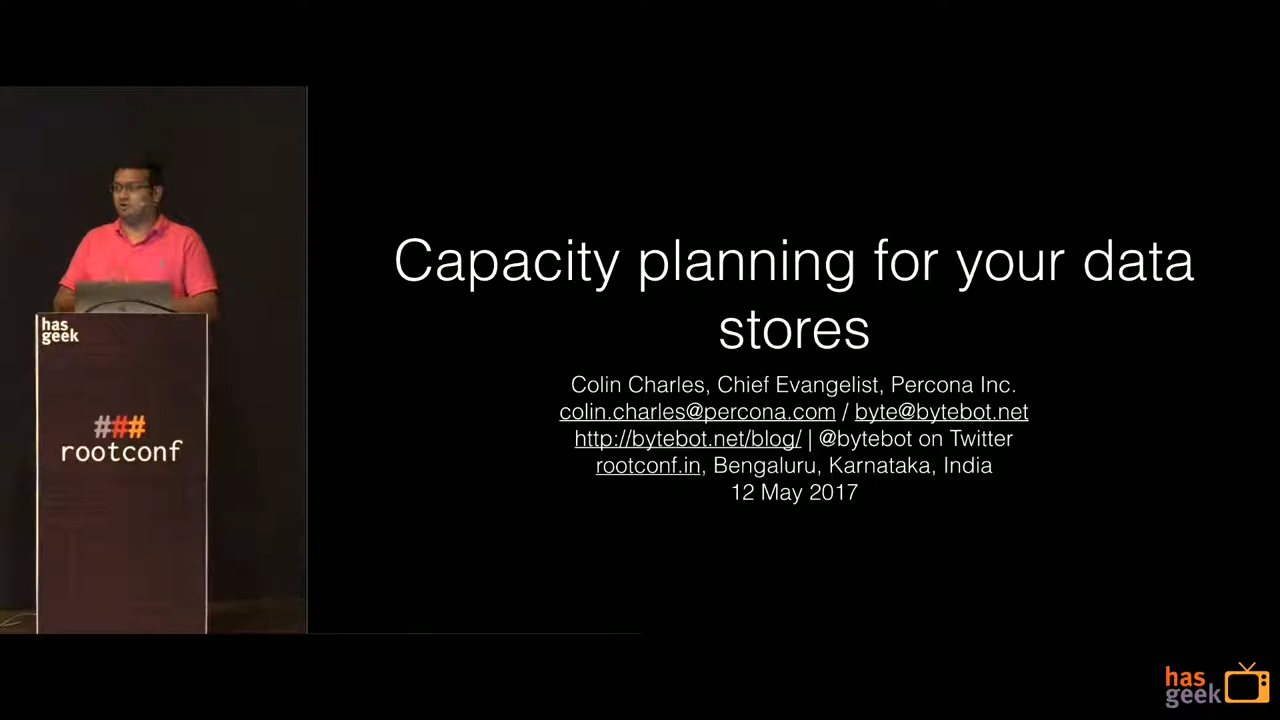 Capacity planning for your data
stores
Colin Charles, Chief Evangelist, Percona Inc.
colin.charles@percona.com / byte@bytebot.net
http://bytebot.net/blog/ | @bytebot on Twitter
rootconf.in, Bengaluru, Karnataka, India
12 May 2017
has
geek
###
rootconf
has
geek